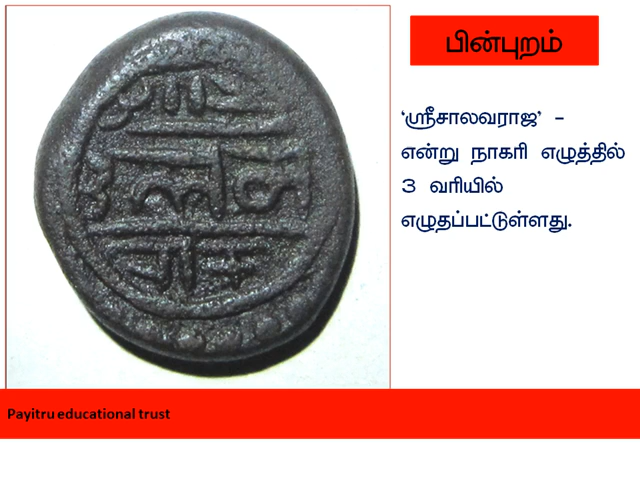 பின்புறம்
‘ஸ்ரீசாலவராஜ’ –
என்று நாகரி எழுத்தில்
3 வரியில்
எழுதப்பட்டுள்ளது.
Payitru educational trust